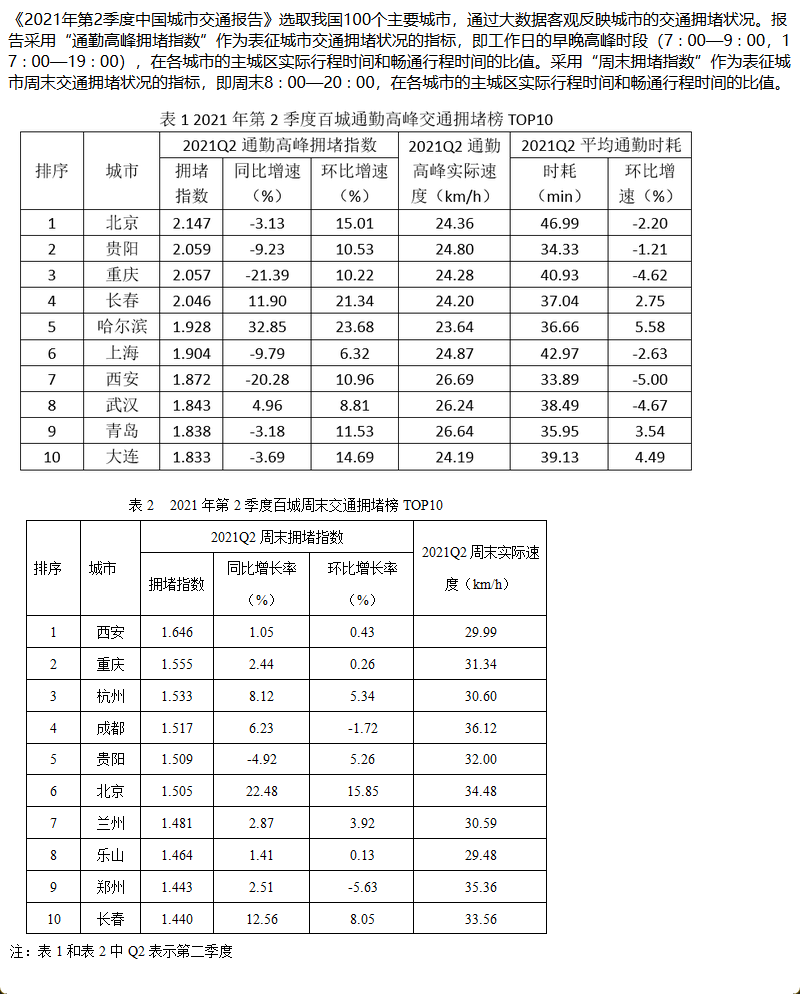 《2021年第2季度中国城市交通报告》选取我国100个主要城市，通过大数据客观反映城市的交通拥堵状况。报
告采用“通勤高峰拥堵指数”作为表征城市交通拥堵状况的指标，即工作日的早晚高峰时段（7：00—9：00，1
7：00—19：00），在各城市的主城区实际行程时间和畅通行程时间的比值。采用“周末拥堵指数”作为表征城
市周末交通拥堵状况的指标，即周末8：00—20：00，在各城市的主城区实际行程时间和畅通行程时间的比值。
表 1 2021 年第 2 季度百城通勤高峰交通拥堵榜 TOP10
排序 城市 2021Q2 通勤高峰拥堵指数 2021Q2 通勤高峰实际速度（km/h） 2021Q2 平均通勤时耗
拥堵指数 同比增速（%） 环比增速（%） 时耗（min） 环比增速（%）
1 北京 2.147 -3.13 15.01 24.36 46.99 -2.20
2 贵阳 2.059 -9.23 10.53 24.80 34.33 -1.21
3 重庆 2.057 -21.39 10.22 24.28 40.93 -4.62
4 长春 2.046 11.90 21.34 24.20 37.04 2.75
5 哈尔滨 1.928 32.85 23.68 23.64 36.66 5.58
6 上海 1.904 -9.79 6.32 24.87 42.97 -2.63
7 西安 1.872 -20.28 10.96 26.69 33.89 -5.00
8 武汉 1.843 4.96 8.81 26.24 38.49 -4.67
9 青岛 1.838 -3.18 11.53 26.64 35.95 3.54
10 大连 1.833 -3.69 14.69 24.19 39.13 4.49
表 2 2021 年第 2 季度百城周末交通拥堵榜 TOP10
排序 城市 2021Q2 周末拥堵指数 2021Q2 周末实际速度（km/h）
拥堵指数 同比增长率（%） 环比增长率（%）
1 西安 1.646 1.05 0.43 29.99
2 重庆 1.555 2.44 0.26 31.34
3 杭州 1.533 8.12 5.34 30.60
4 成都 1.517 6.23 -1.72 36.12
5 贵阳 1.509 -4.92 5.26 32.00
6 北京 1.505 22.48 15.85 34.48
7 兰州 1.481 2.87 3.92 30.59
8 乐山 1.464 1.41 0.13 29.48
9 郑州 1.443 2.51 -5.63 35.36
10 长春 1.440 12.56 8.05 33.56
注：表 1 和表 2 中 Q2 表示第二季度